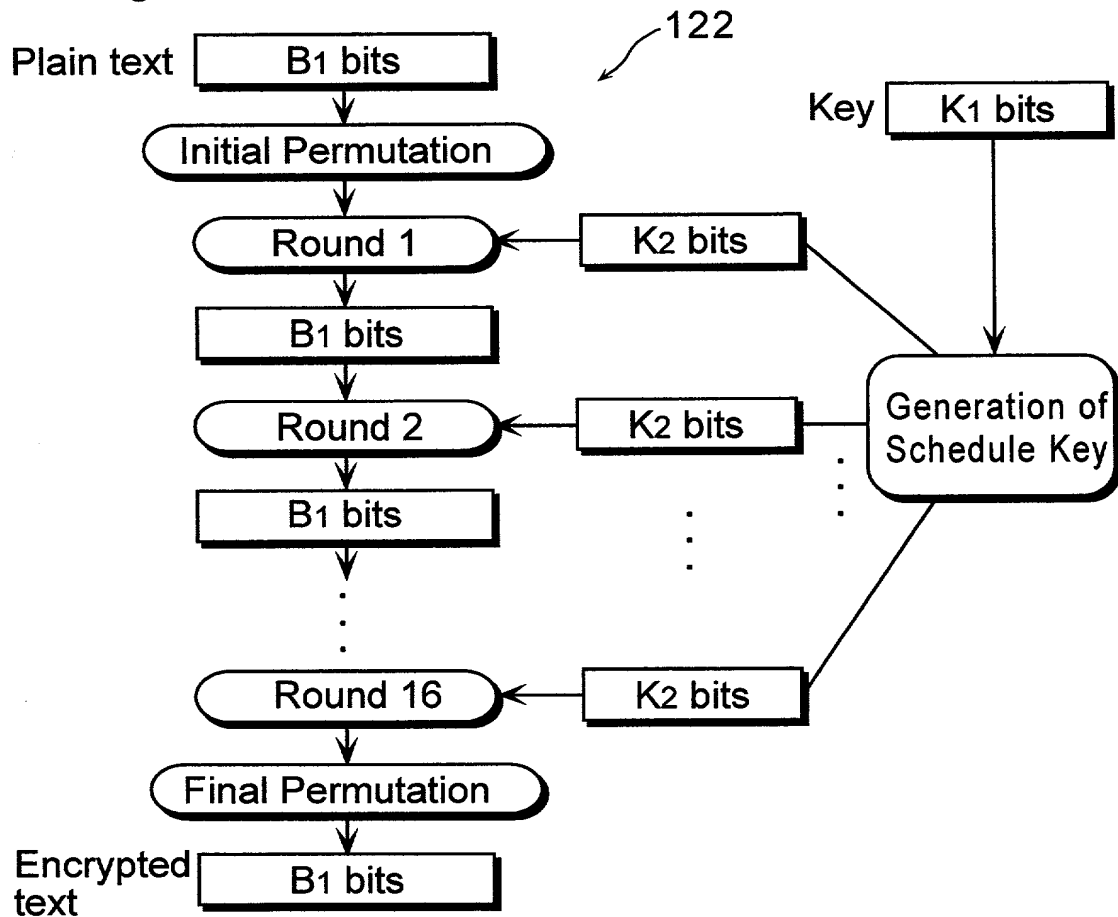 122
Plain text
B1 bits
Key
K1 bits
Initial Permutation
Round 1
K2 bits
B1 bits
Generation of
Schedule Key
Round 2
K2 bits
B1 bits
Round 16
K2 bits
Final Permutation
Encrypted
text
B1 bits